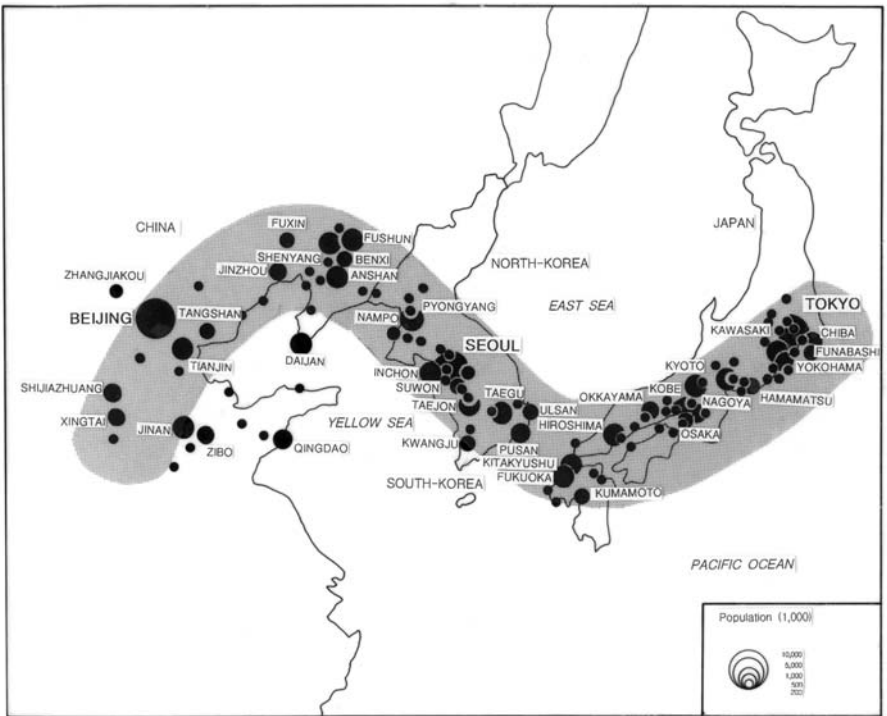 CHINA
FUXIN
FUSHUN
SHENYANG
BENXI
JINZHOU
ANSHAN
ZHANGJIAKOU
BEIJING
TANGSHAN
TIANJIN
DAIJAN
SHIJIAZHUANG
XINGTAI
JINAN
ZIBO
QINGDAO
NORTH-KOREA
PYONGYANG
NAMPO
SEOUL
INCHON
SUWON
TAEJON
TAEGU
ULSAN
KWANGJU
PUSAN
SOUTH-KOREA
YELLOW SEA
EAST SEA
JAPAN
TOKYO
KAWASAKI
CHIBA
FUNABASHI
YOKOHAMA
KYOTO
KOBE
NAGOYA
HAMAMATSU
OKKAYAMA
HIROSHIMA
OSAKA
KITAKYUSHU
FUKUOKA
KUMAMOTO
PACIFIC OCEAN
Population (1,000)
10,000
5,000
1,000
500
200